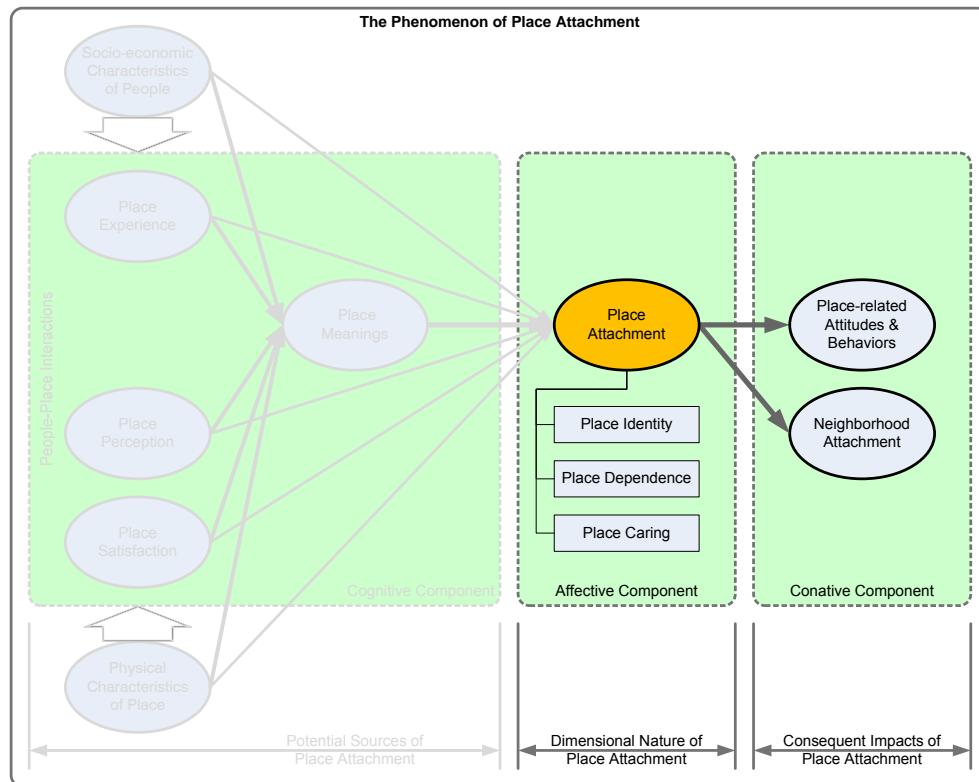 The Phenomenon of Place Attachment
Socio-economic
Characteristics
of People
Place
Experience
People-Place Interactions
Place
Meanings
Place
Perception
Place
Satisfaction
Cognitive Component
Physical
Characteristics
of Place
Potential Sources of
Place Attachment
Place
Attachment
Place Identity
Place Dependence
Place Caring
Affective Component
Dimensional Nature of
Place Attachment
Place-related
Attitudes &
Behaviors
Neighborhood
Attachment
Conative Component
Consequent Impacts of
Place Attachment